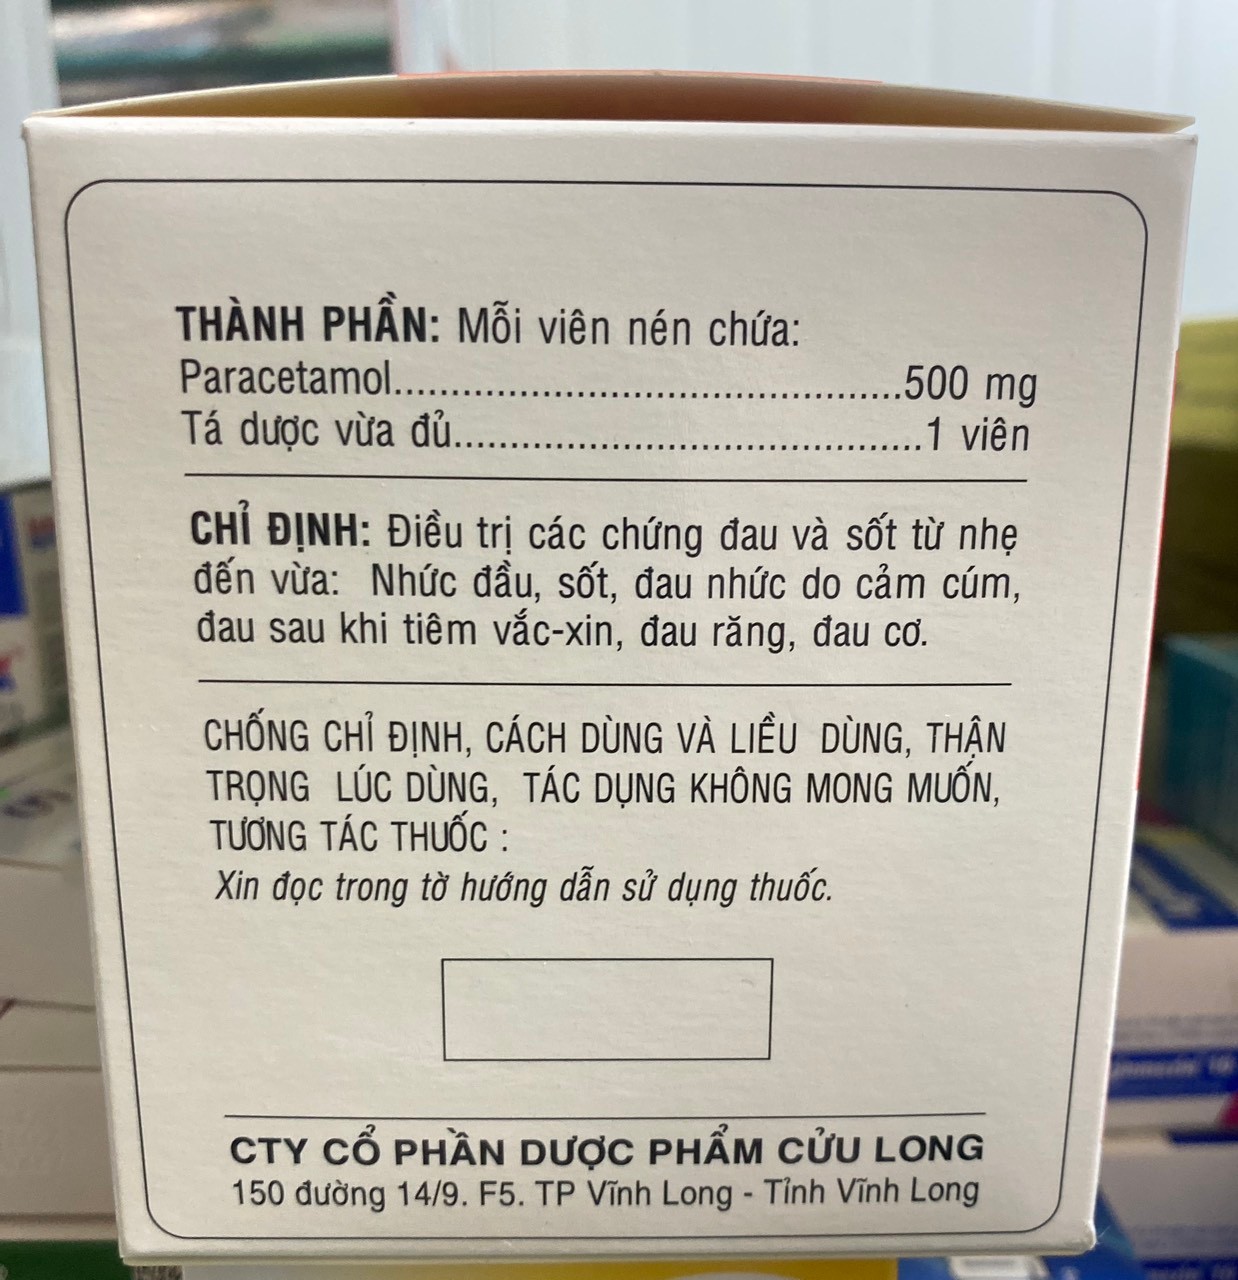 THÀNH PHẦN: Mỗi viên nén chứa:
Paracetamol.............................................500 mg
Tá dược vừa đủ..........................................1 viên
CHỈ ĐỊNH: Điều trị các chứng đau và sốt từ nhẹ
đến vừa: Nhức đầu, sốt, đau nhức do cảm cúm,
đau sau khi tiêm vắc-xin, đau răng, đau cơ.
CHỐNG CHỈ ĐỊNH, CÁCH DÙNG VÀ LIỀU DÙNG, THẬN
TRỌNG LÚC DÙNG, TÁC DỤNG KHÔNG MONG MUỐN,
TƯƠNG TÁC THUỐC :
Xin đọc trong tờ hướng dẫn sử dụng thuốc.
CTY CỔ PHẦN DƯỢC PHẨM CỬU LONG
150 đường 14/9. F5. TP Vĩnh Long - Tỉnh Vĩnh Long